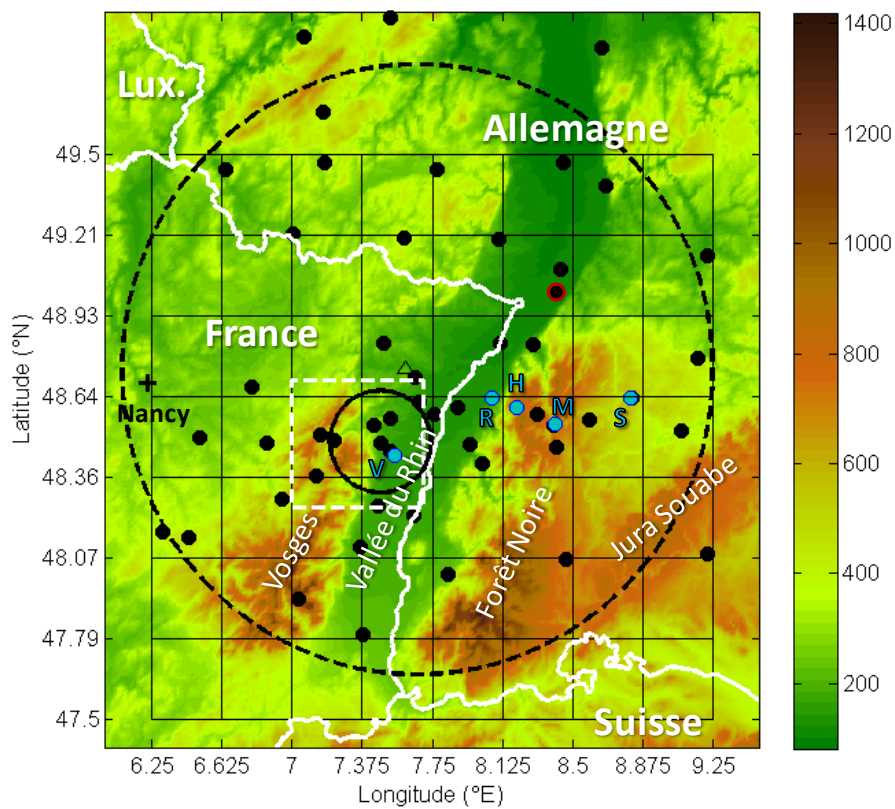 Lux.
Allemagne
France
Nancy
Suisse
Vosges
Vallée du Rhin
Forêt Noire
Jura Souabe
V
R
H
M
S
49.5
49.21
48.93
48.64
48.36
48.07
47.79
47.5
Latitude (°N)
6.25 6.625 7 7.375 7.75 8.125 8.5 8.875 9.25
Longitude (°E)
1400
1200
1000
800
600
400
200